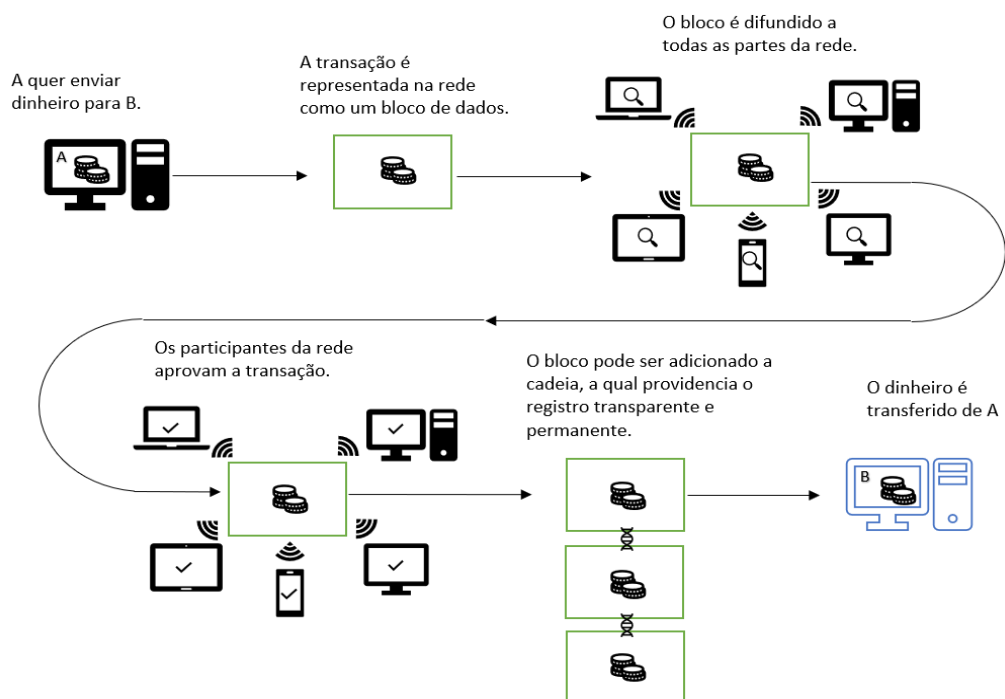 A quer enviar
dinheiro para B.
A transação é
representada na rede
como um bloco de dados.
O bloco é difundido a
todas as partes da rede.
A
Os participantes da rede
aprovam a transação.
O bloco pode ser adicionado a
cadeia, a qual providencia o
registro transparente e
permanente.
O dinheiro é
transferido de A
B